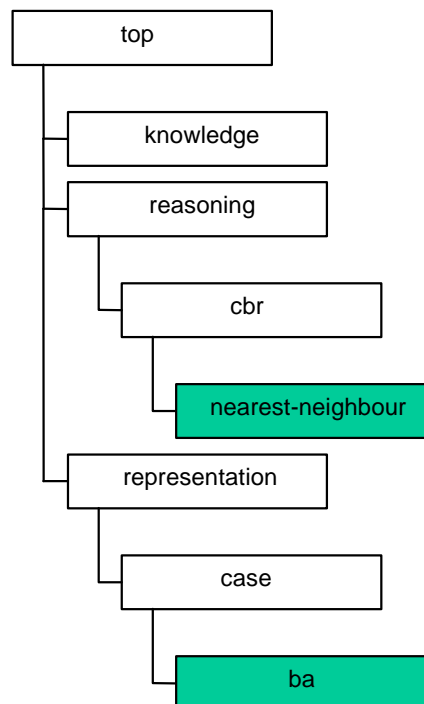 top
knowledge
reasoning
cbr
nearest-neighbour
representation
case
ba